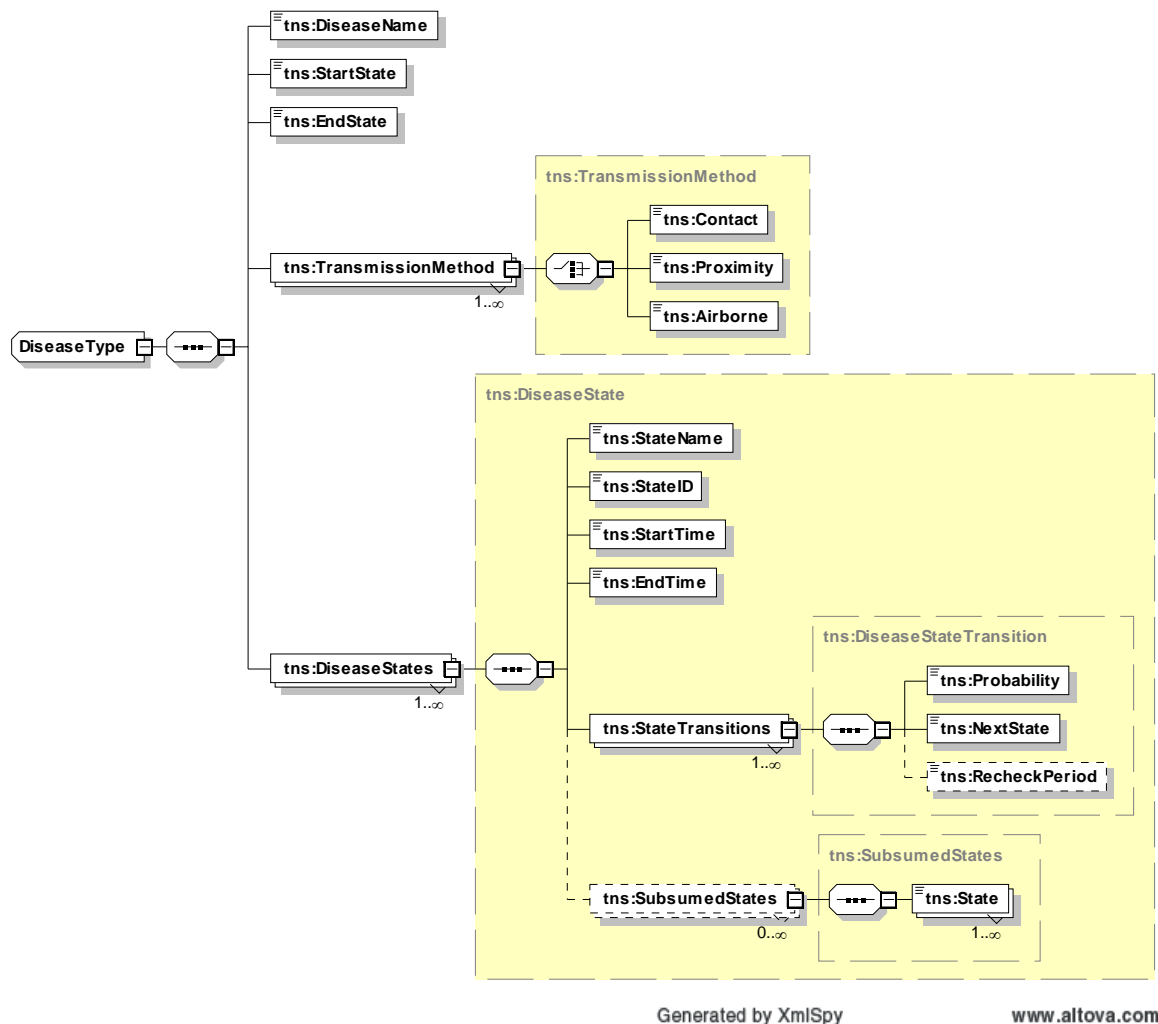 tns:DiseaseName
tns:StartState
tns:EndState
tns:TransmissionMethod
tns:Contact
tns:TransmissionMethod
tns:Proximity
1..∞
tns:Airborne
DiseaseType
tns:DiseaseState
tns:StateName
tns:StateID
tns:StartTime
tns:EndTime
tns:DiseaseStateTransition
tns:DiseaseStates
1..∞
tns:Probability
tns:StateTransitions
1..∞
tns:NextState
tns:RecheckPeriod
tns:SubsumedStates
tns:SubsumedStates
0..∞
tns:State
1..∞
Generated by XmlSpy
www.altova.com